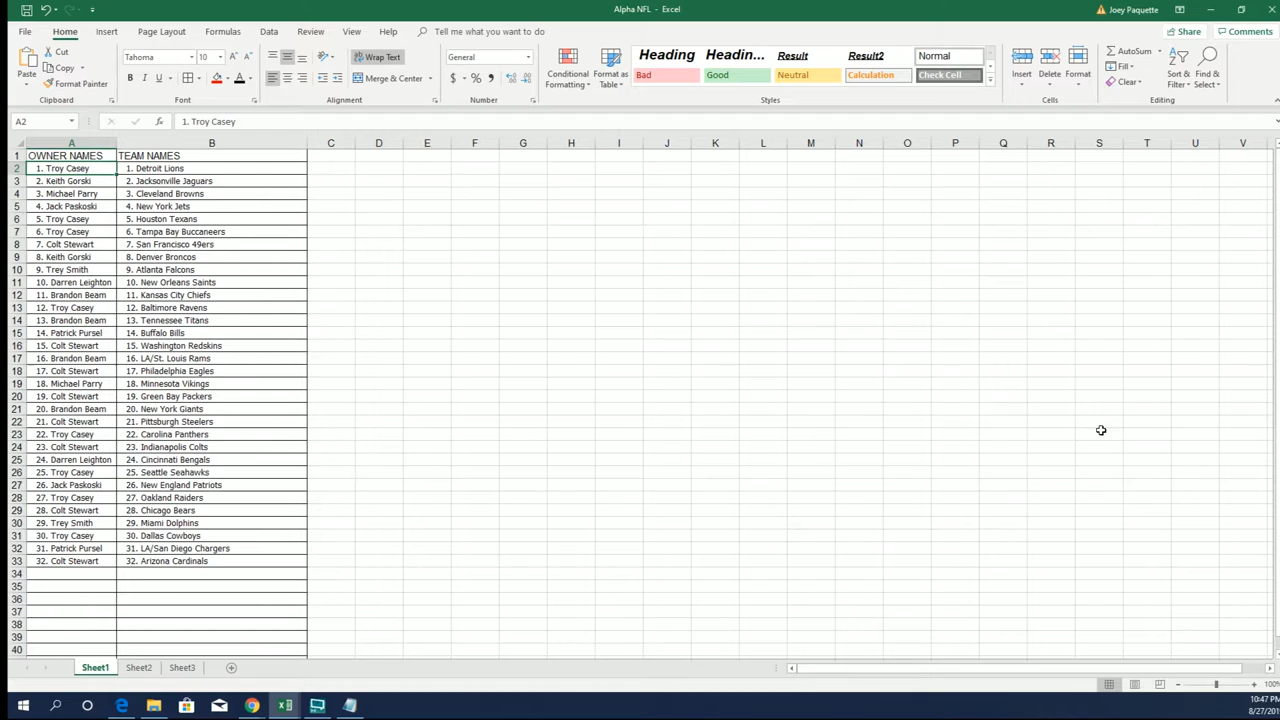 Alpha NFL - Excel
Joey Paquette
File Home Insert Page Layout Formulas Data Review View Help Tell me what you want to do Share Comments
Paste Cut Copy Format Painter Clipboard
Tahoma 10 B I U A Font
Wrap Text Merge & Center Alignment
General $ % , Number
Conditional Formatting Format as Table
Heading Headin... Result Result2 Normal
Bad Good Neutral Calculation Check Cell
Styles
Insert Delete Format Cells
AutoSum Fill Clear Sort & Filter Find & Select Editing
A2 fx 1. Troy Casey
A B C D E F G H I J K L M N O P Q R S T U V
1 OWNER NAMES TEAM NAMES
2 1. Troy Casey 1. Detroit Lions
3 2. Keith Gorski 2. Jacksonville Jaguars
4 3. Michael Parry 3. Cleveland Browns
5 4. Jack Paskoski 4. New York Jets
6 5. Troy Casey 5. Houston Texans
7 6. Troy Casey 6. Tampa Bay Buccaneers
8 7. Colt Stewart 7. San Francisco 49ers
9 8. Keith Gorski 8. Denver Broncos
10 9. Trey Smith 9. Atlanta Falcons
11 10. Darren Leighton 10. New Orleans Saints
12 11. Brandon Beam 11. Kansas City Chiefs
13 12. Troy Casey 12. Baltimore Ravens
14 13. Brandon Beam 13. Tennessee Titans
15 14. Patrick Pursel 14. Buffalo Bills
16 15. Colt Stewart 15. Washington Redskins
17 16. Brandon Beam 16. LA/St. Louis Rams
18 17. Colt Stewart 17. Philadelphia Eagles
19 18. Michael Parry 18. Minnesota Vikings
20 19. Colt Stewart 19. Green Bay Packers
21 20. Brandon Beam 20. New York Giants
22 21. Colt Stewart 21. Pittsburgh Steelers
23 22. Troy Casey 22. Carolina Panthers
24 23. Colt Stewart 23. Indianapolis Colts
25 24. Darren Leighton 24. Cincinnati Bengals
26 25. Troy Casey 25. Seattle Seahawks
27 26. Jack Paskoski 26. New England Patriots
28 27. Troy Casey 27. Oakland Raiders
29 28. Colt Stewart 28. Chicago Bears
30 29. Trey Smith 29. Miami Dolphins
31 30. Troy Casey 30. Dallas Cowboys
32 31. Patrick Pursel 31. LA/San Diego Chargers
33 32. Colt Stewart 32. Arizona Cardinals
34
35
36
37
38
39
40
Sheet1 Sheet2 Sheet3
100%
10:47 PM
8/27/201